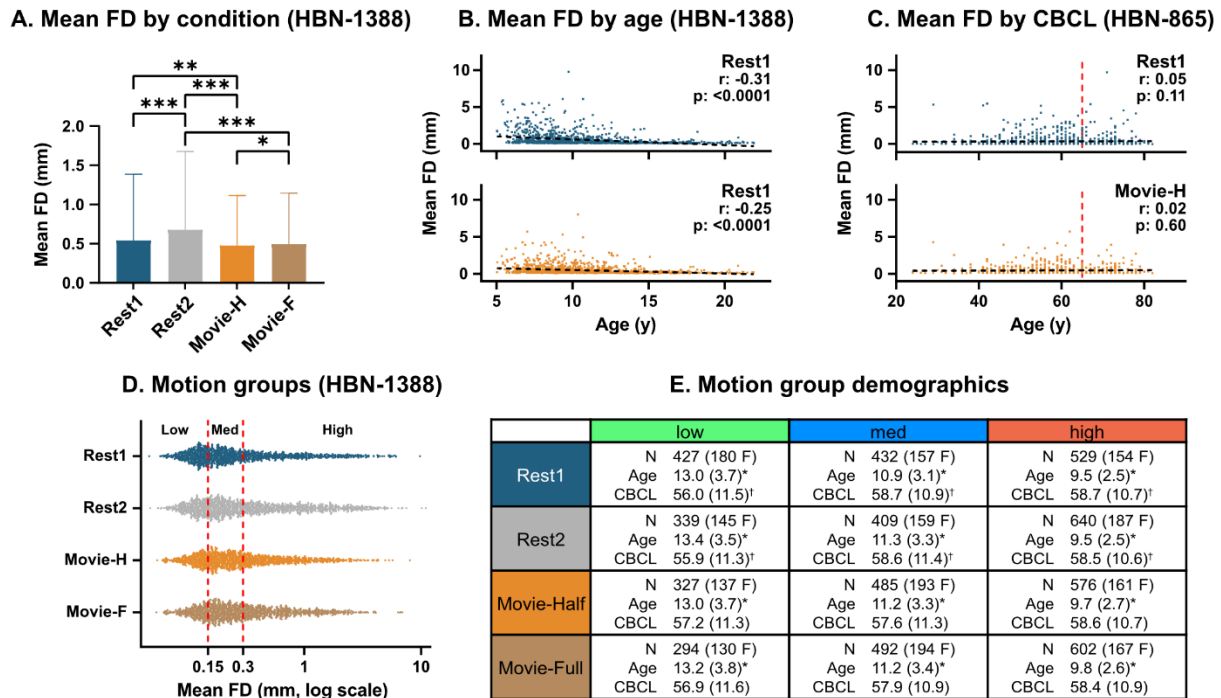 A. Mean FD by condition (HBN-1388)
**
***
***
***
*
Mean FD (mm)
2.0
1.5
1.0
0.5
0.0
Rest1
Rest2
Movie-H
Movie-F
B. Mean FD by age (HBN-1388)
Mean FD (mm)
10
5
0
Rest1
r: -0.31
p: <0.0001
10
5
0
Rest1
r: -0.25
p: <0.0001
5 10 15 20
Age (y)
C. Mean FD by CBCL (HBN-865)
Mean FD (mm)
10
5
0
Rest1
r: 0.05
p: 0.11
10
5
0
Movie-H
r: 0.02
p: 0.60
20 40 60 80
Age (y)
D. Motion groups (HBN-1388)
Low Med High
Rest1
Rest2
Movie-H
Movie-F
0.15 0.3 1 10
Mean FD (mm, log scale)
E. Motion group demographics
low med high
Rest1
N 427 (180 F)
Age 13.0 (3.7)*
CBCL 56.0 (11.5)†
N 432 (157 F)
Age 10.9 (3.1)*
CBCL 58.7 (10.9)†
N 529 (154 F)
Age 9.5 (2.5)*
CBCL 58.7 (10.7)†
Rest2
N 339 (145 F)
Age 13.4 (3.5)*
CBCL 55.9 (11.3)†
N 409 (159 F)
Age 11.3 (3.3)*
CBCL 58.6 (11.4)†
N 640 (187 F)
Age 9.5 (2.5)*
CBCL 58.5 (10.6)†
Movie-Half
N 327 (137 F)
Age 13.0 (3.7)*
CBCL 57.2 (11.3)
N 485 (193 F)
Age 11.2 (3.3)*
CBCL 57.6 (11.3)
N 576 (161 F)
Age 9.7 (2.7)*
CBCL 58.6 (10.7)
Movie-Full
N 294 (130 F)
Age 13.2 (3.8)*
CBCL 56.9 (11.6)
N 492 (194 F)
Age 11.2 (3.4)*
CBCL 57.9 (10.9)
N 602 (167 F)
Age 9.8 (2.6)*
CBCL 58.4 (10.9)